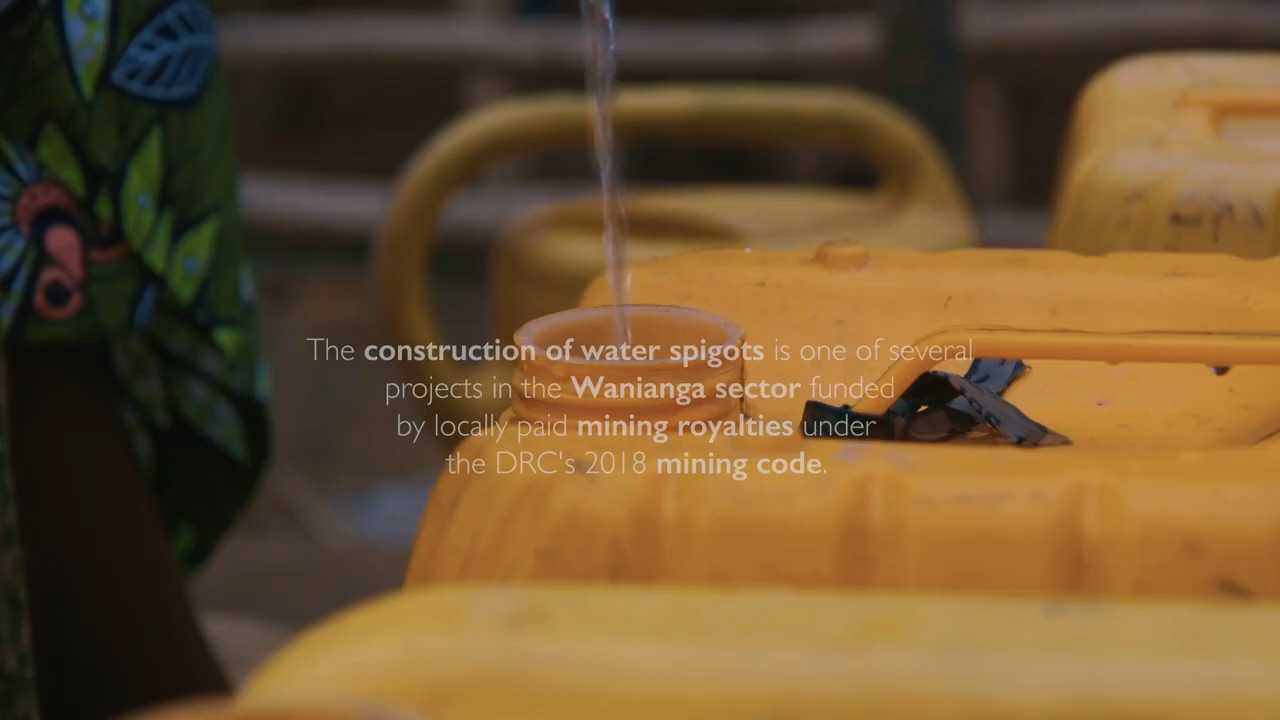 The construction of water spigots is one of several
projects in the Wanianga sector funded
by locally paid mining royalties under
the DRC's 2018 mining code.